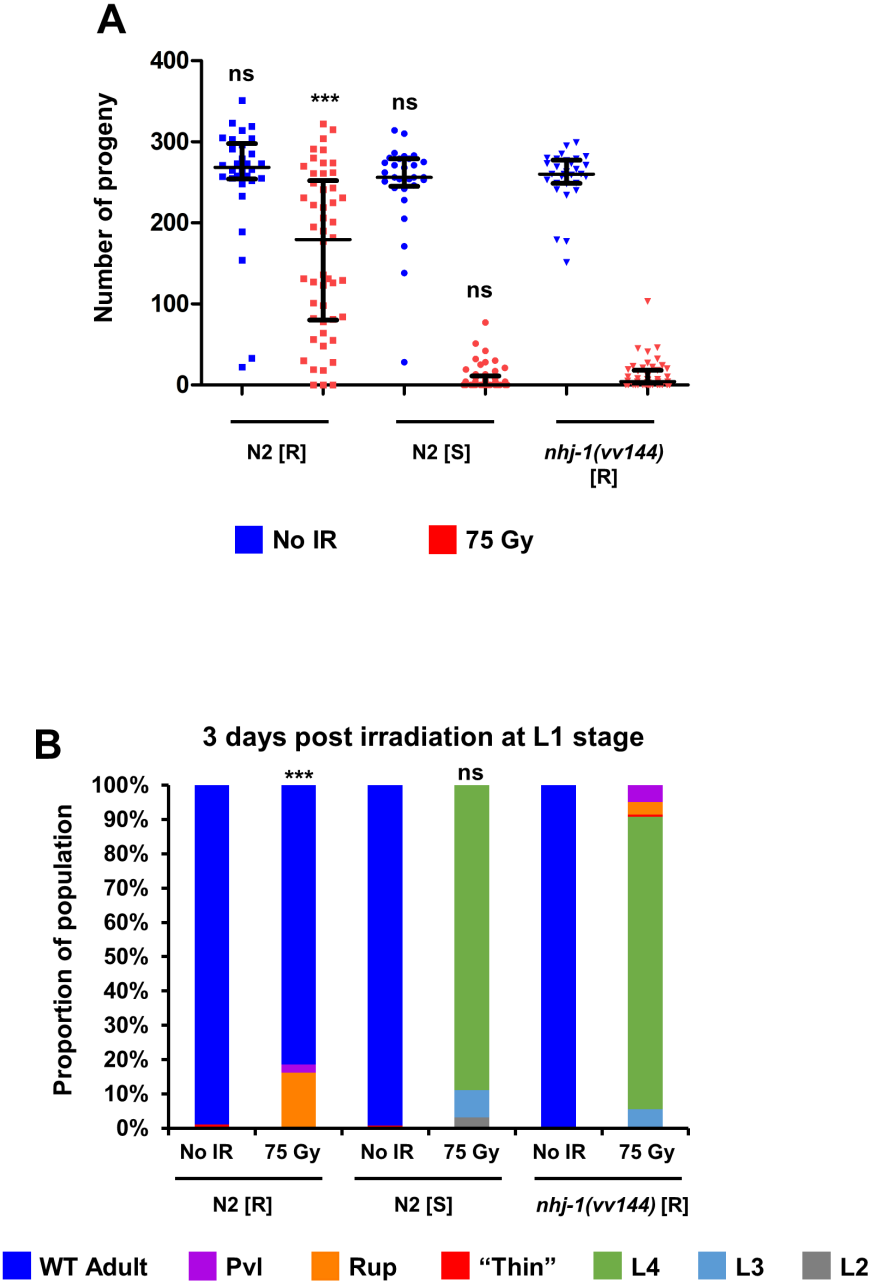 A
400
ns
***
ns
300
200
ns
100
0
Number of progeny
N2 [R]
N2 [S]
nhj-1(vv144)
[R]
No IR
75 Gy
B
3 days post irradiation at L1 stage
***
ns
100%
90%
80%
70%
60%
50%
40%
30%
20%
10%
0%
Proportion of population
No IR
75 Gy
No IR
75 Gy
No IR
75 Gy
N2 [R]
N2 [S]
nhj-1(vv144) [R]
WT Adult
Pvl
Rup
“Thin”
L4
L3
L2